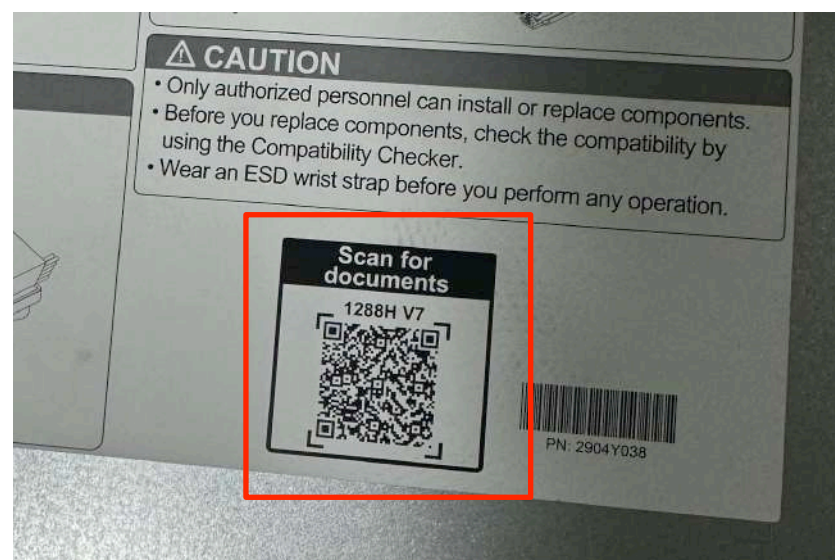 ⚠ CAUTION
• Only authorized personnel can install or replace components.
• Before you replace components, check the compatibility by
using the Compatibility Checker.
• Wear an ESD wrist strap before you perform any operation.
Scan for
documents
1288H V7
PN: 2904Y038